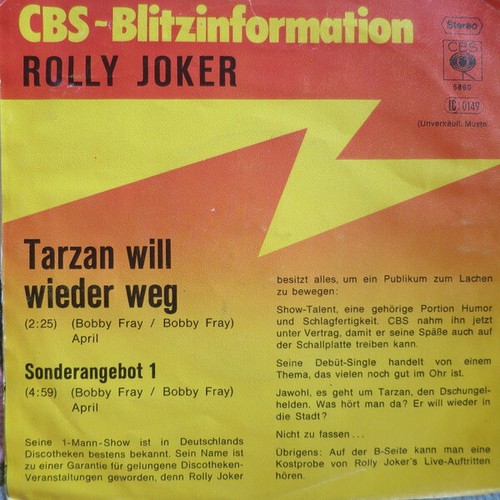 CBS-Blitzinformation
ROLLY JOKER
Stereo
CBS
5860
LC 0149
(Unverkäufl. Muster
Tarzan will
wieder weg
(2:25) (Bobby Fray / Bobby Fray)
April
Sonderangebot 1
(4:59) (Bobby Fray / Bobby Fray)
April
Seine 1-Mann-Show ist in Deutschlands
Discotheken bestens bekannt. Sein Name ist
zu einer Garantie für gelungene Discotheken-
Veranstaltungen geworden, denn Rolly Joker
besitzt alles, um ein Publikum zum Lachen
zu bewegen:
Show-Talent, eine gehörige Portion Humor
und Schlagfertigkeit. CBS nahm ihn jetzt
unter Vertrag, damit er seine Späße auch auf
der Schallplatte treiben kann.
Seine Debüt-Single handelt von einem
Thema, das vielen noch gut im Ohr ist.
Jawohl, es geht um Tarzan, den Dschungel-
helden. Was hört man da? Er will wieder in
die Stadt?
Nicht zu fassen...
Übrigens: Auf der B-Seite kann man eine
Kostprobe von Rolly Joker's Live-Auftritten
hören.